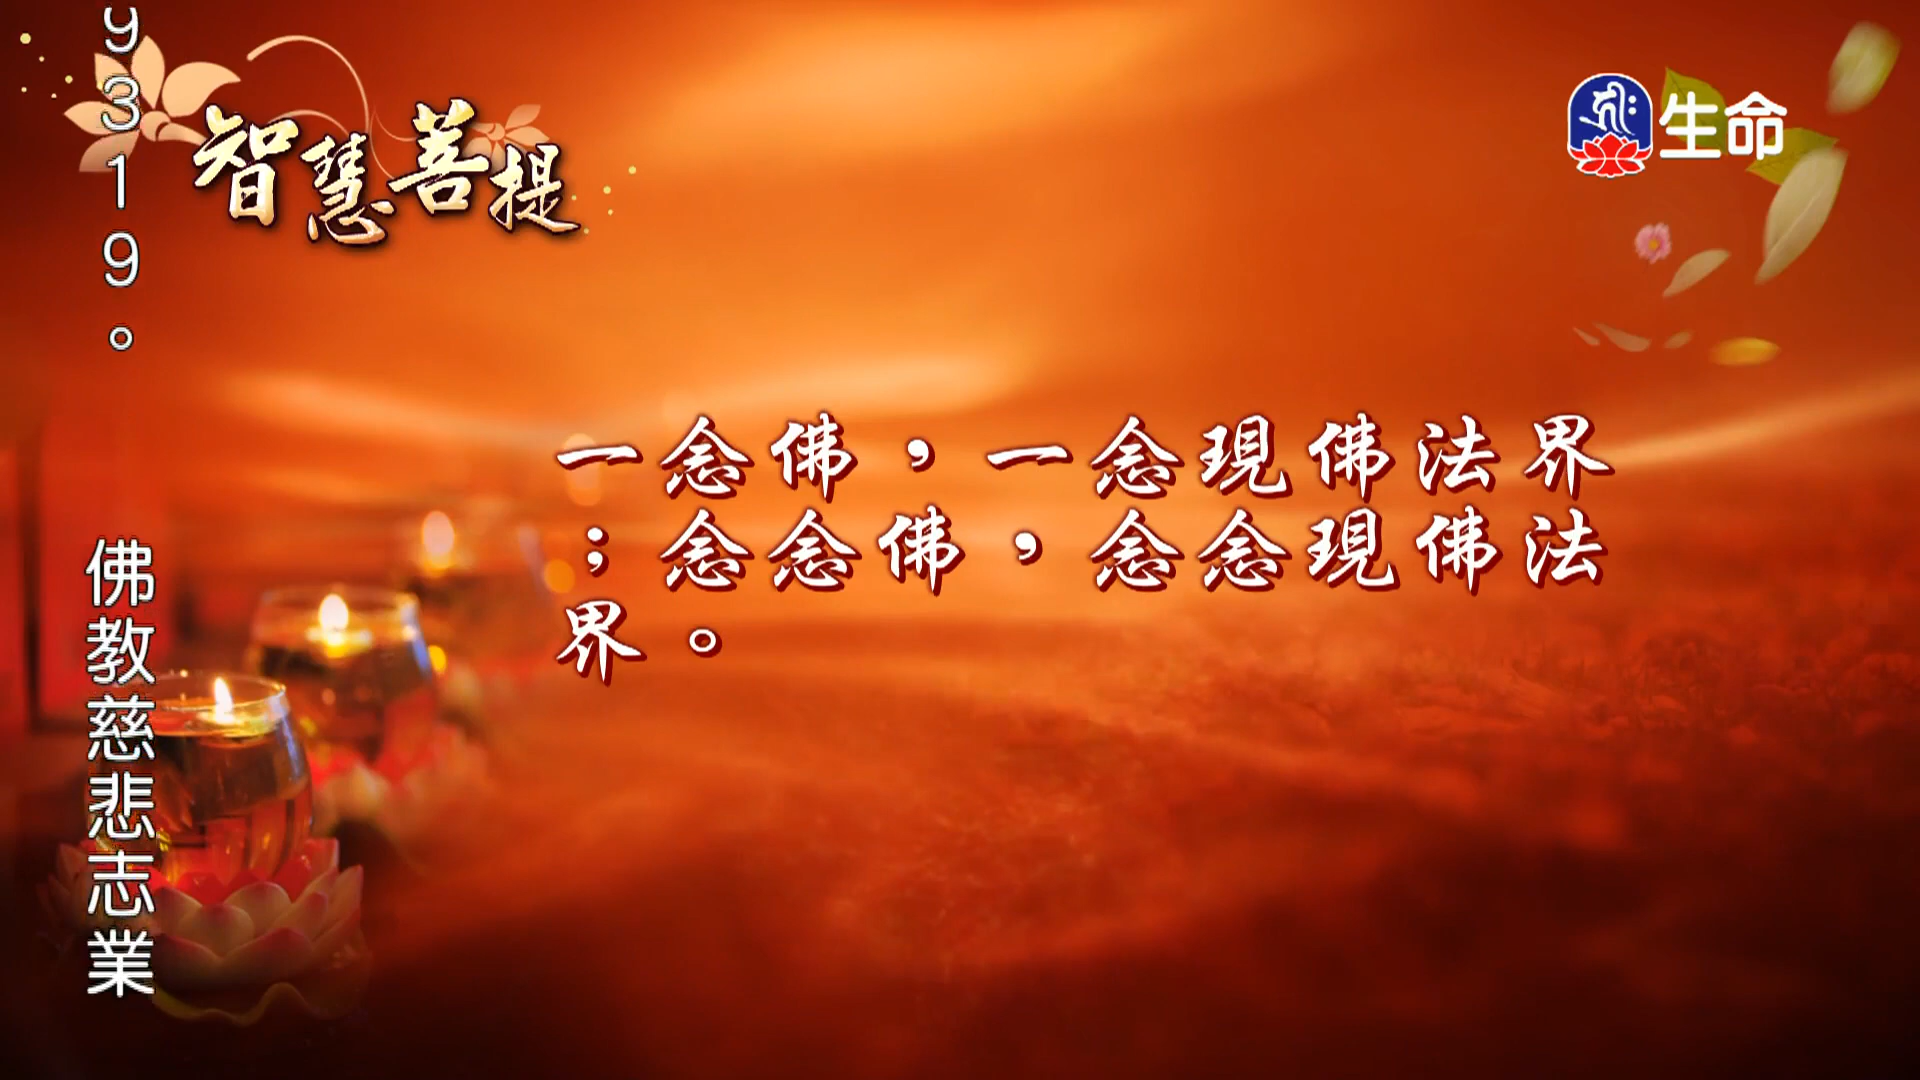 智慧菩提
生命
一念佛，一念現佛法界
；念念佛，念念現佛法
界。
9319。 佛教慈悲志業